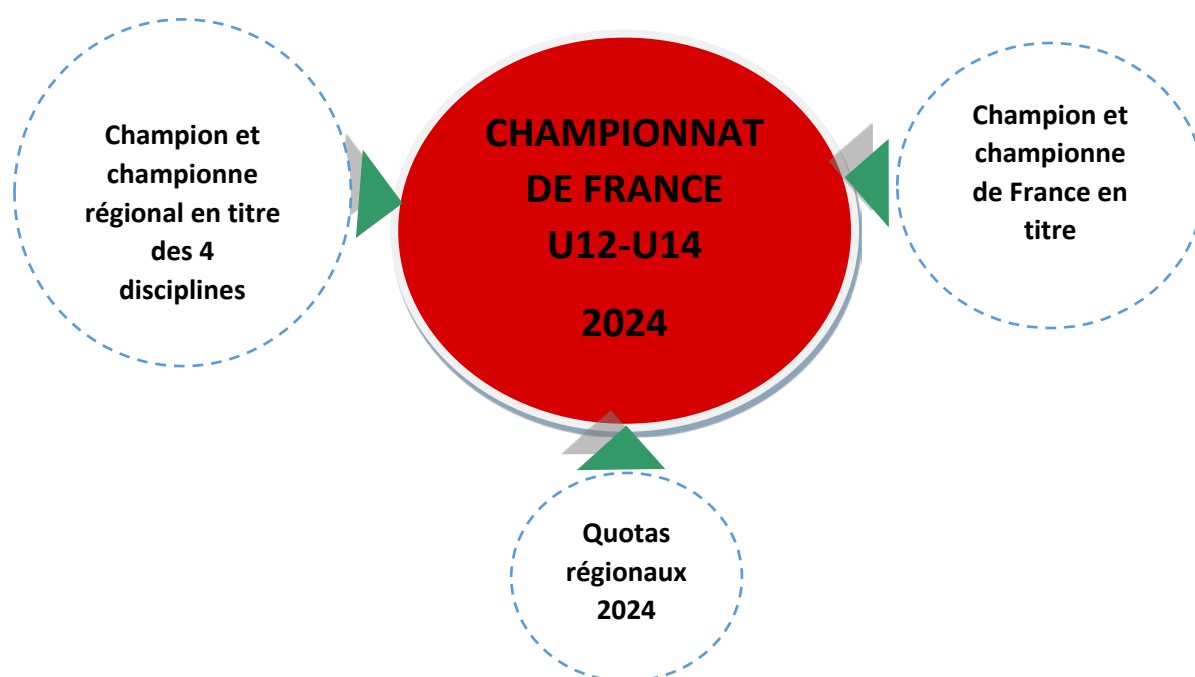 Champion et
championne
régional en titre
des 4
disciplines
CHAMPIONNAT
DE FRANCE
U12-U14
2024
Champion et
championne
de France en
titre
Quotas
régionaux
2024